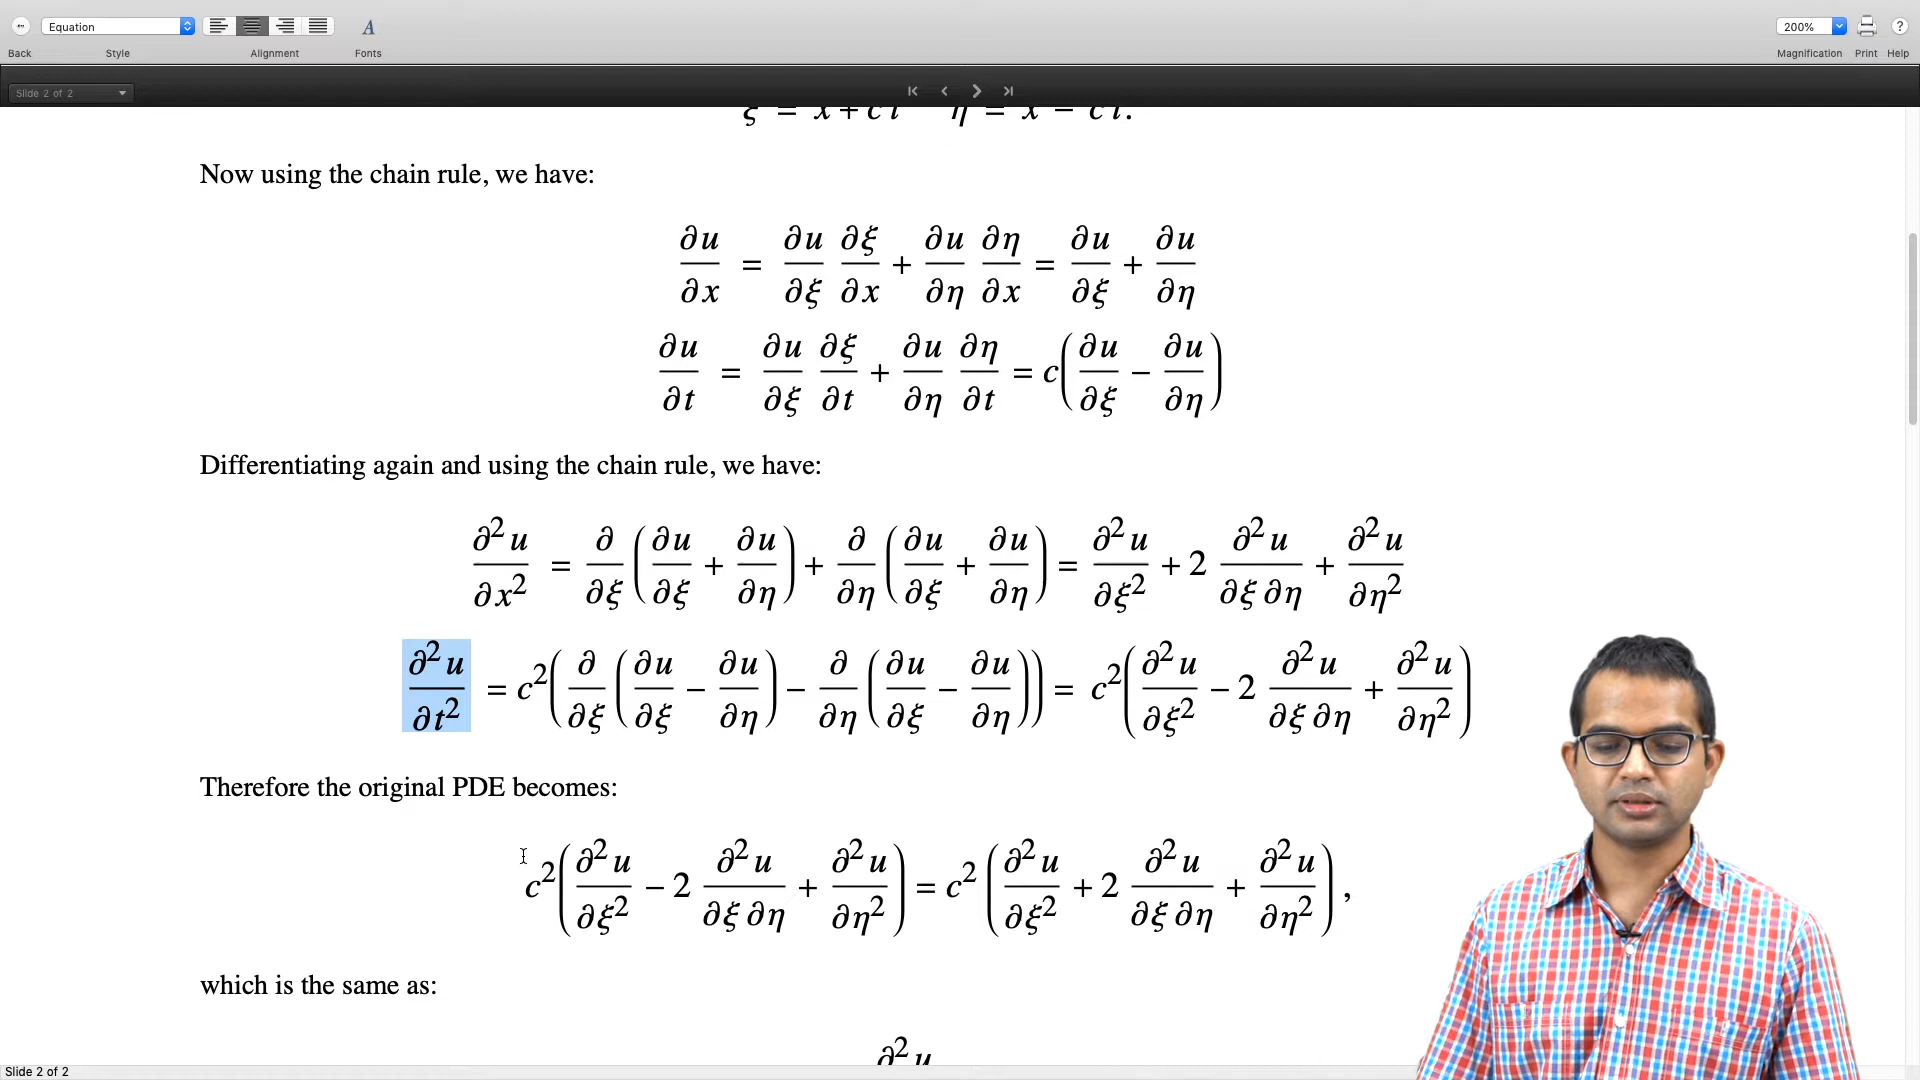 Equation
200%
Back Style Alignment Fonts Magnification Print Help
Slide 2 of 2
ξ = x + c t η = x − c t.
Now using the chain rule, we have:
∂u/∂x = ∂u/∂ξ ∂ξ/∂x + ∂u/∂η ∂η/∂x = ∂u/∂ξ + ∂u/∂η
∂u/∂t = ∂u/∂ξ ∂ξ/∂t + ∂u/∂η ∂η/∂t = c(∂u/∂ξ − ∂u/∂η)
Differentiating again and using the chain rule, we have:
∂²u/∂x² = ∂/∂ξ (∂u/∂ξ + ∂u/∂η) + ∂/∂η (∂u/∂ξ + ∂u/∂η) = ∂²u/∂ξ² + 2 ∂²u/∂ξ∂η + ∂²u/∂η²
∂²u/∂t² = c²(∂/∂ξ (∂u/∂ξ − ∂u/∂η) − ∂/∂η (∂u/∂ξ − ∂u/∂η)) = c²(∂²u/∂ξ² − 2 ∂²u/∂ξ∂η + ∂²u/∂η²)
Therefore the original PDE becomes:
c²(∂²u/∂ξ² − 2 ∂²u/∂ξ∂η + ∂²u/∂η²) = c² (∂²u/∂ξ² + 2 ∂²u/∂ξ∂η + ∂²u/∂η²),
which is the same as:
∂²u
Slide 2 of 2